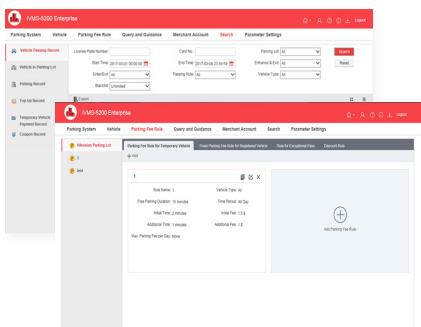 iVMS-5200 Enterprise
Logout
Parking System Vehicle Parking Fee Rule Query and Guidance Merchant Account Search Parameter Settings
Vehicle Passing Record
Vehicle in Parking Lot
Parking Record
Top Up Record
Temporary Vehicle Payment Record
Coupon Record
License Plate Number: Card No.: Parking Lot: All Search
Start Time: 2017-03-01 00:00:00 End Time: 2017-03-06 23:59:59 Entrance & Exit: All Reset
Enter/Exit: All Passing Rule: All Vehicle Type: All
Blacklist: Unlimited
Export
iVMS-5200 Enterprise
Logout
Parking System Vehicle Parking Fee Rule Query and Guidance Merchant Account Search Parameter Settings
Hikvision Parking Lot
1
test
Parking Fee Rule for Temporary Vehicle Fixed Parking Fee Rule for Registered Vehicle Rule for Exceptional Pass Discount Rule
Add
1
Rule Name: 1 Vehicle Type: All
Free Parking Duration: 15 minutes Time Period: All Day
Initial Time: 2 minutes Initial Fee: 1.5 $
Additional Time: 1 minutes Additional Fee: 1 $
Max. Parking Fee per Day: None
Add Parking Fee Rule